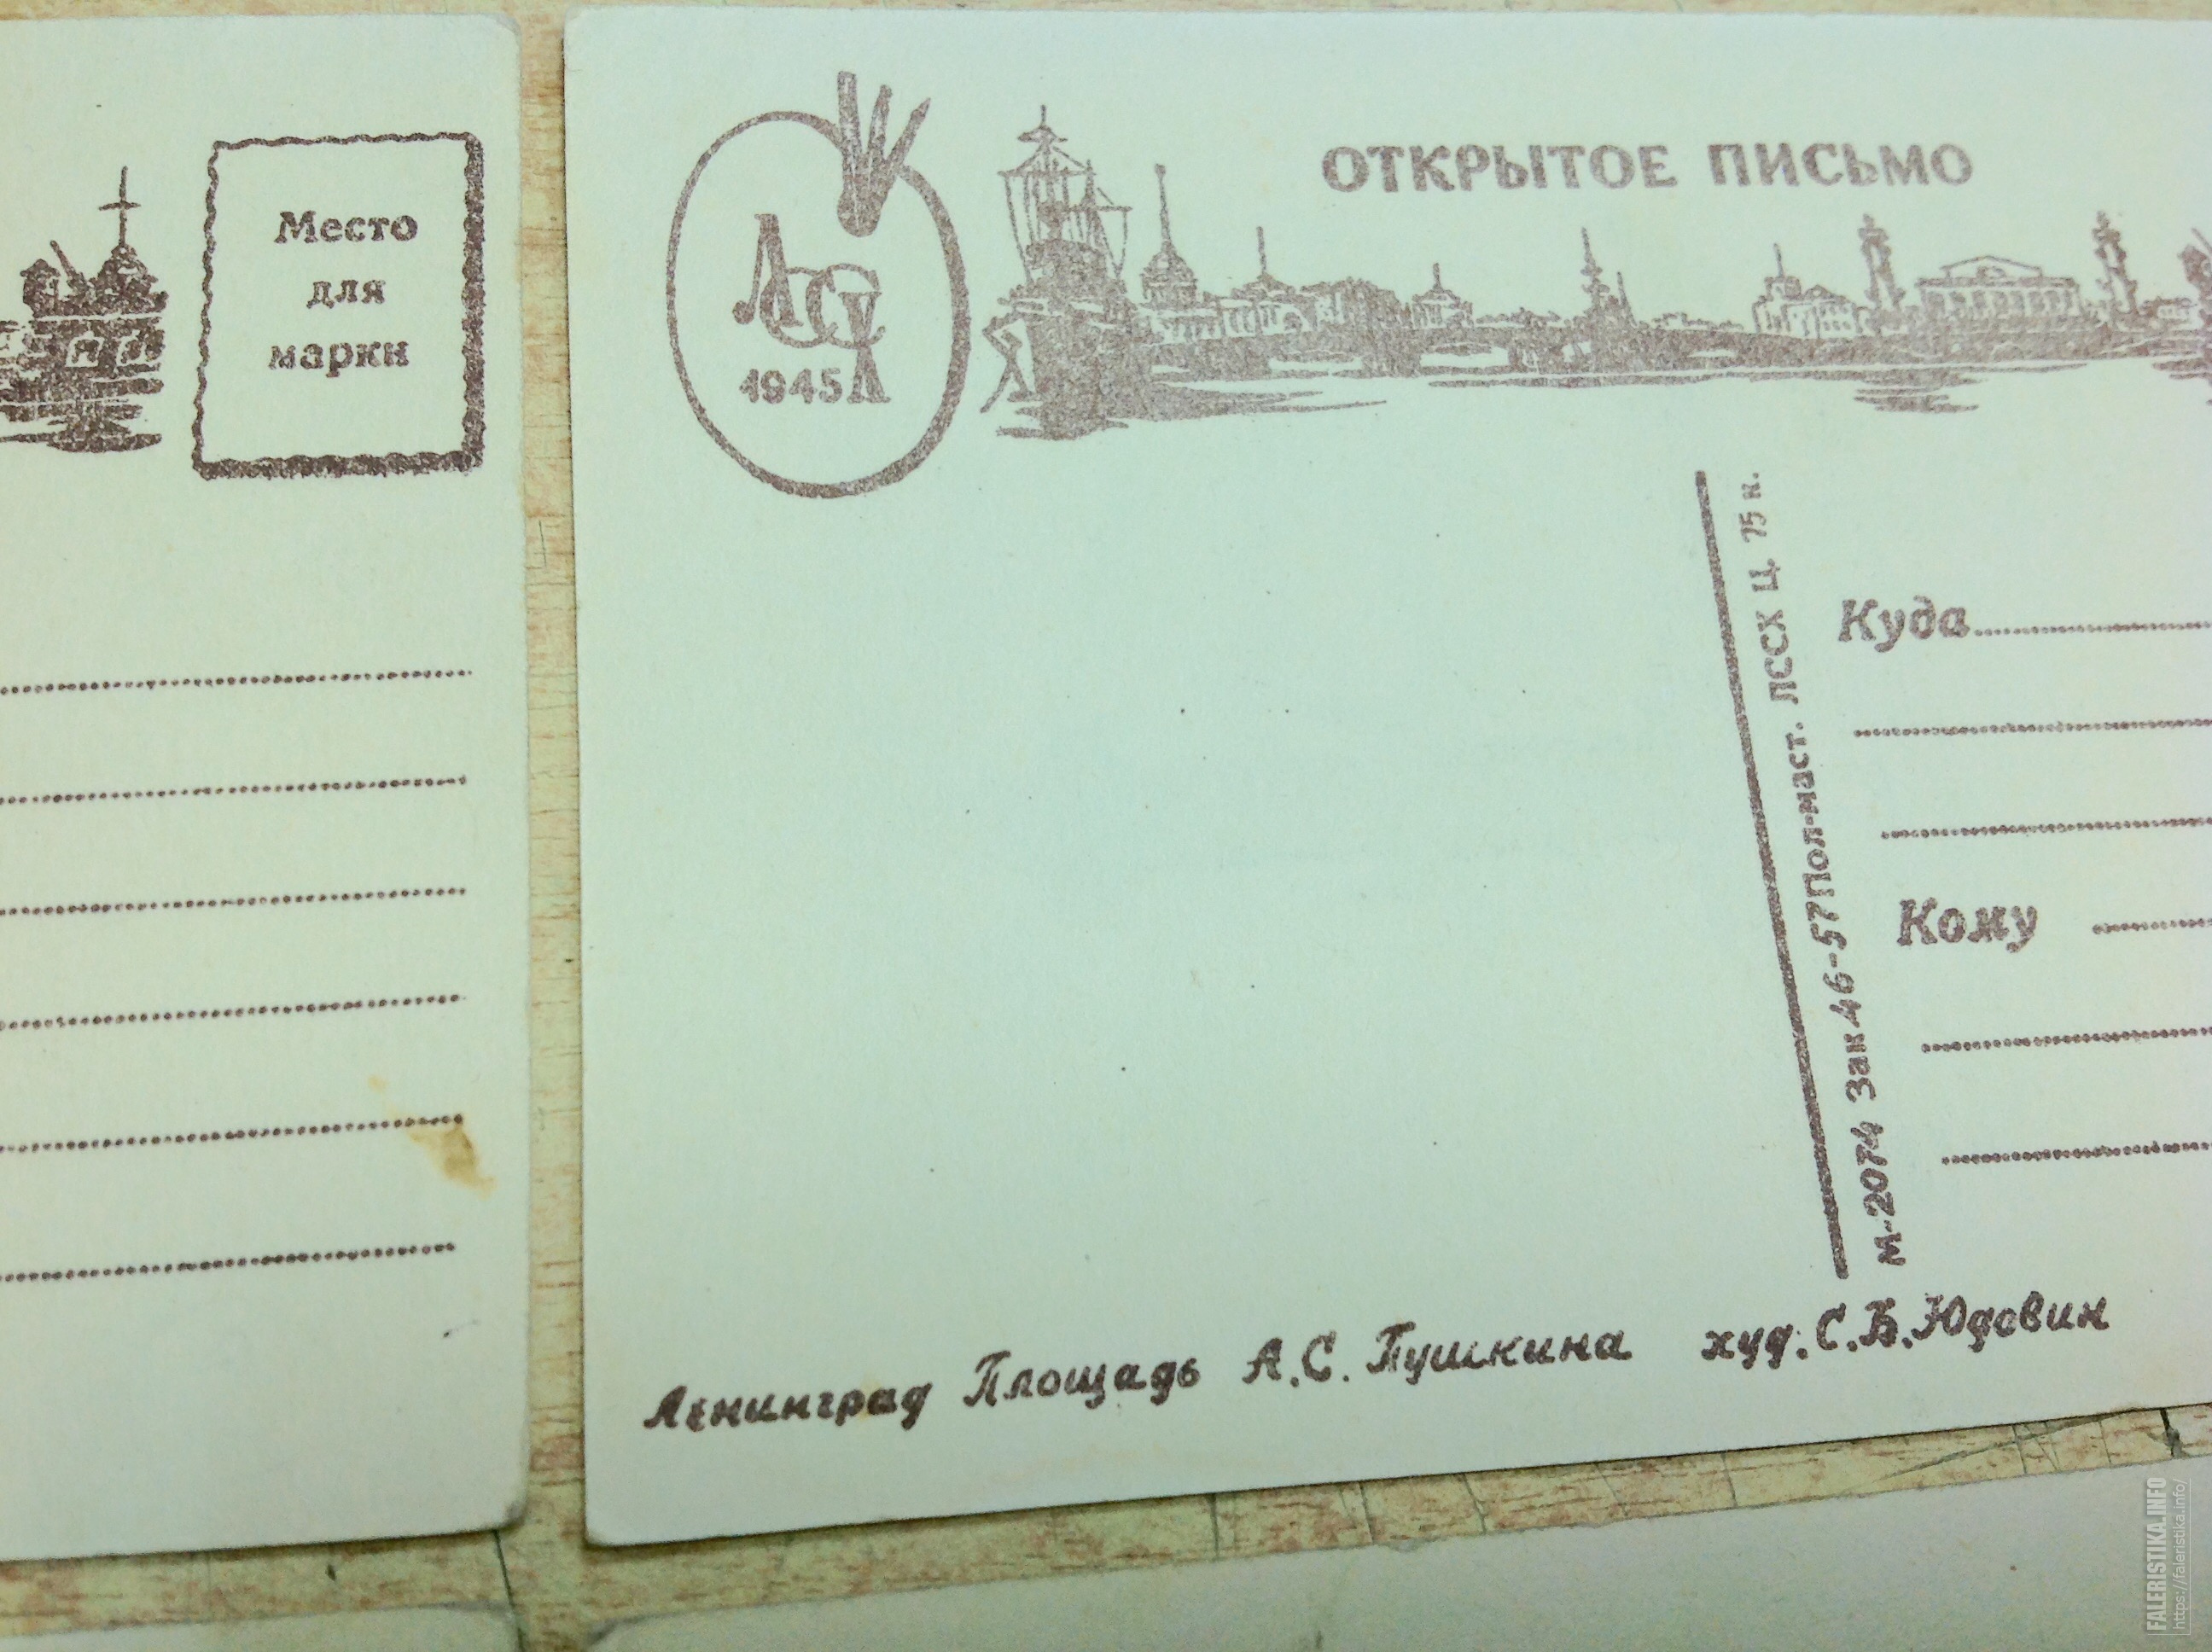 Место
для
марки
ЛССХ
1945
ОТКРЫТОЕ ПИСЬМО
М-2074 Зак 46-57 Пол-маст. ЛССХ Ц 75 к.
Куда
Кому
Ленинград Площадь А.С. Пушкина худ. С.Б. Юдовин
FALERISTIKA.INFO
https://faleristika.info/